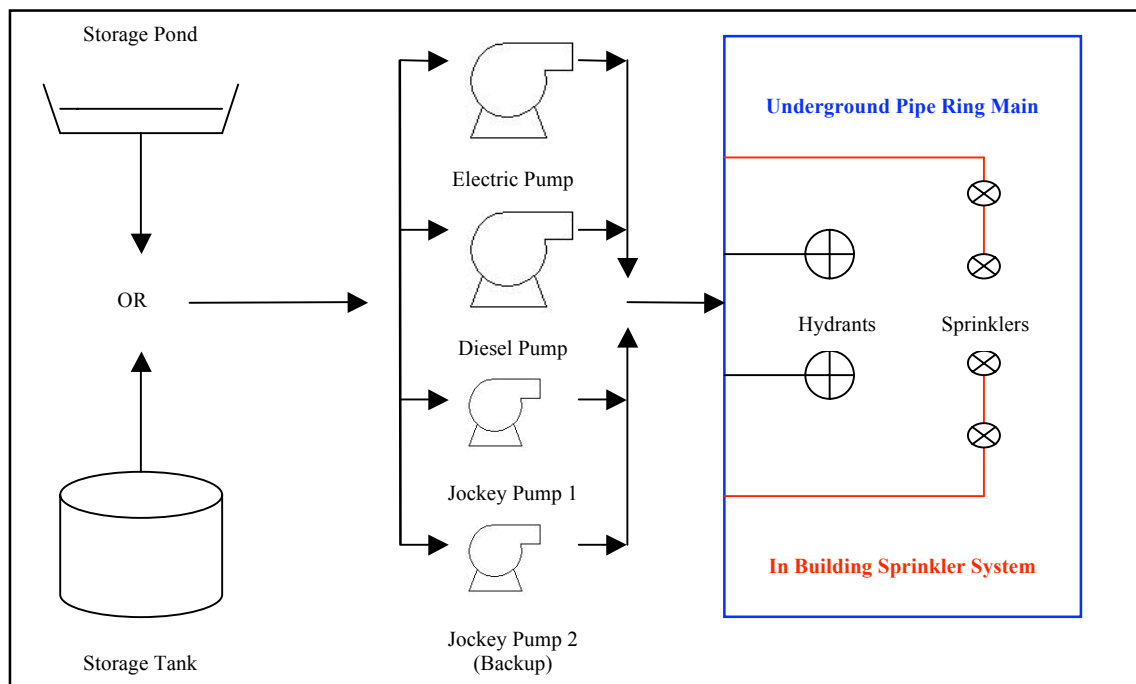 Storage Pond
OR
Storage Tank
Electric Pump
Diesel Pump
Jockey Pump 1
Jockey Pump 2
(Backup)
Underground Pipe Ring Main
Hydrants
Sprinklers
In Building Sprinkler System